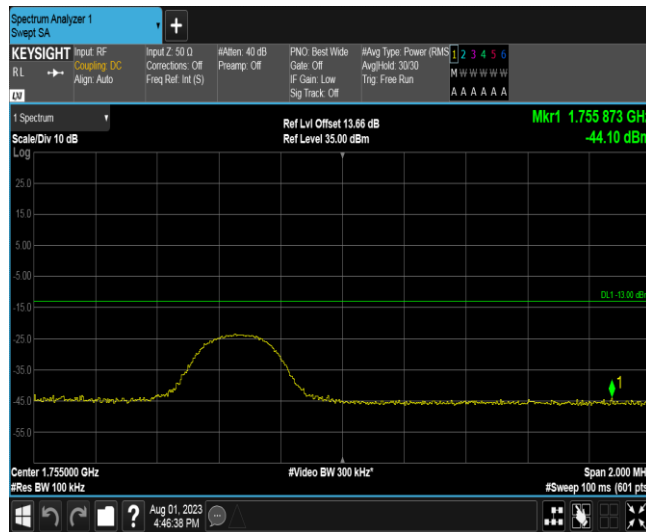 Spectrum Analyzer 1
Swept SA
+
KEYSIGHT
RL
LXI
Input: RF
Coupling: DC
Align: Auto
Input Z: 50 Ω
Corrections: Off
Freq Ref: Int (S)
#Atten: 40 dB
Preamp: Off
PNO: Best Wide
Gate: Off
IF Gain: Low
Sig Track: Off
#Avg Type: Power (RMS
Avg|Hold: 30/30
Trig: Free Run
1 2 3 4 5 6
M W W W W W
A A A A A A
1 Spectrum
Scale/Div 10 dB
Log
Ref Lvl Offset 13.66 dB
Ref Level 35.00 dBm
Mkr1 1.755 873 GHz
-44.10 dBm
25.0
15.0
5.00
-5.00
-15.0
-25.0
-35.0
-45.0
-55.0
DL1 -13.00 dBm
1
Center 1.755000 GHz
#Res BW 100 kHz
#Video BW 300 kHz*
Span 2.000 MH
#Sweep 100 ms (601 pts
?
Aug 01, 2023
4:46:38 PM